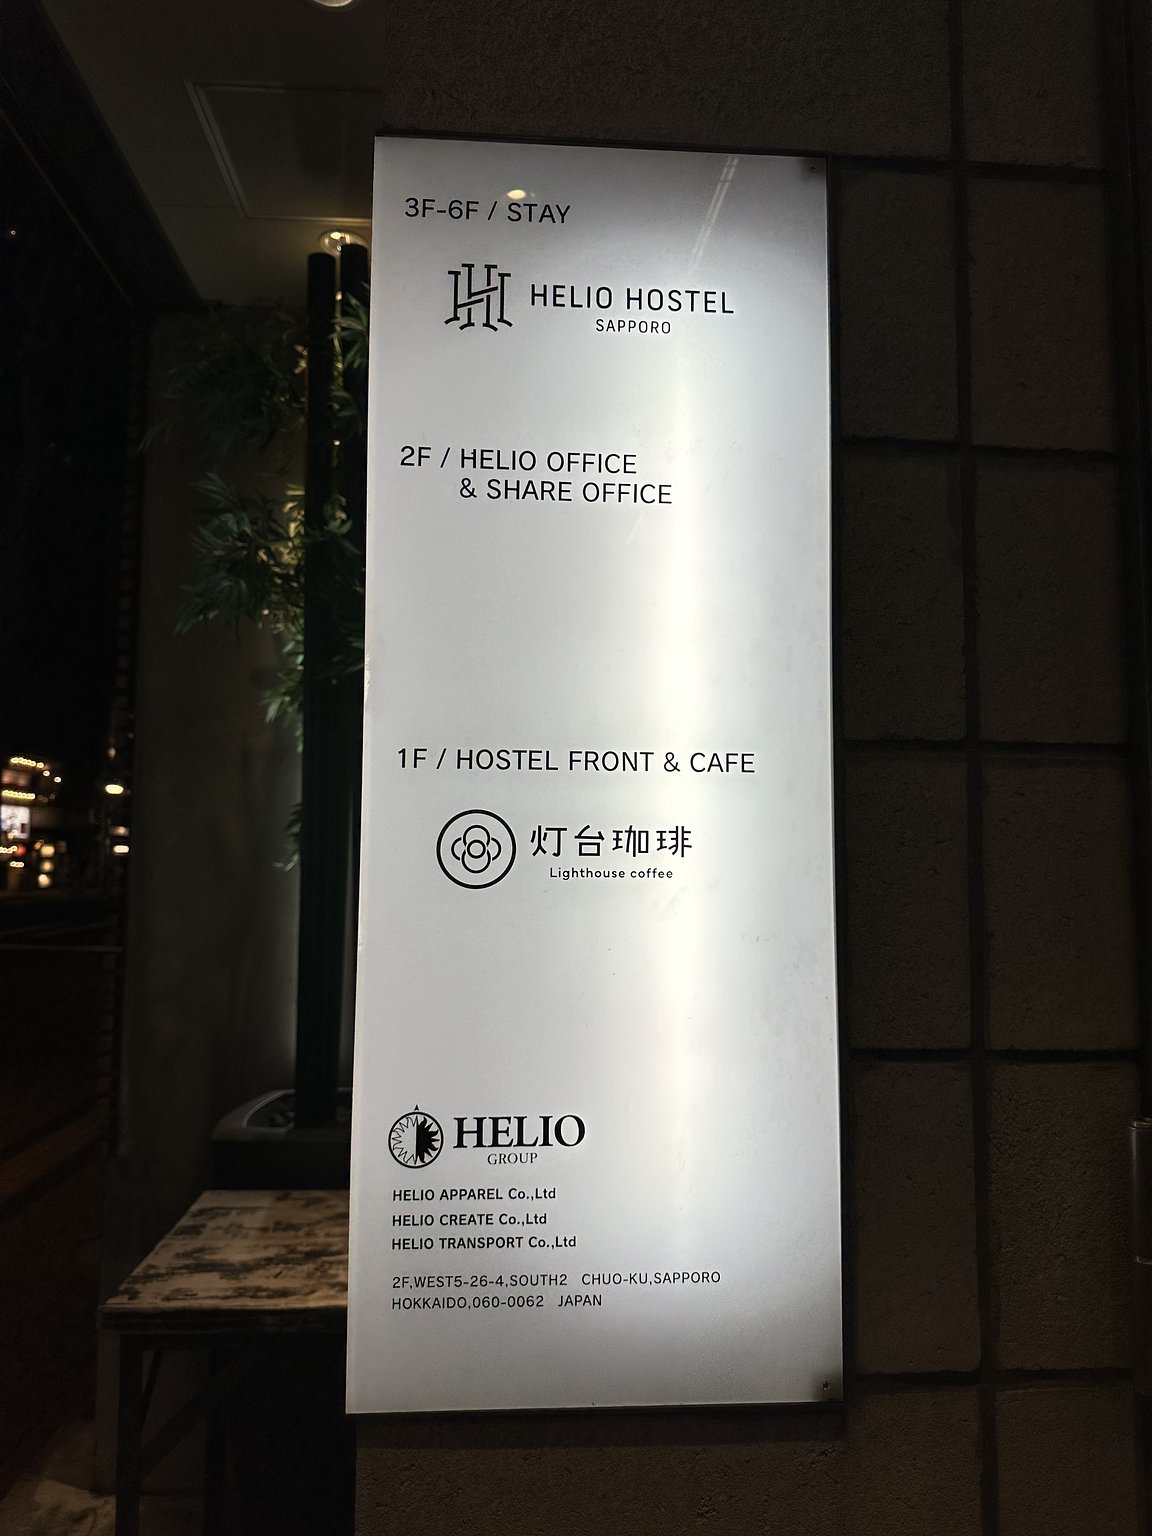 3F-6F / STAY
HELIO HOSTEL
SAPPORO
2F / HELIO OFFICE
& SHARE OFFICE
1F / HOSTEL FRONT & CAFE
灯台珈琲
Lighthouse coffee
HELIO
GROUP
HELIO APPAREL Co.,Ltd
HELIO CREATE Co.,Ltd
HELIO TRANSPORT Co.,Ltd
2F,WEST5-26-4,SOUTH2 CHUO-KU,SAPPORO
HOKKAIDO,060-0062 JAPAN